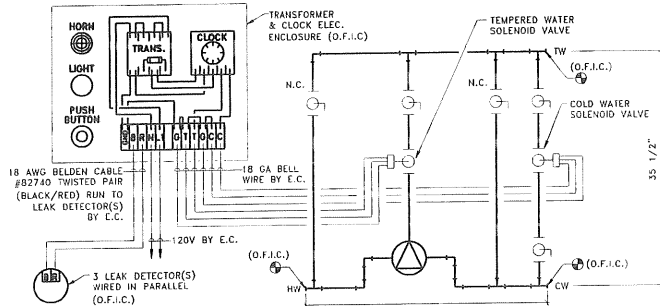 HORN
LIGHT
PUSH
BUTTON
TRANS.
CLOCK
TRANSFORMER
& CLOCK ELEC.
ENCLOSURE (O.F.I.C)
GND B R H L1 G T T G C C
18 AWG BELDEN CABLE
#82740 TWISTED PAIR
(BLACK/RED) RUN TO
LEAK DETECTOR(S)
BY E.C.
18 GA BELL
WIRE BY E.C.
120V BY E.C.
B R
3 LEAK DETECTOR(S)
WIRED IN PARALLEL
(O.F.I.C)
TEMPERED WATER
SOLENOID VALVE
TW
(O.F.I.C.)
N.C.
N.C.
COLD WATER
SOLENOID VALVE
35 1/2"
(O.F.I.C.)
HW
(O.F.I.C.)
CW